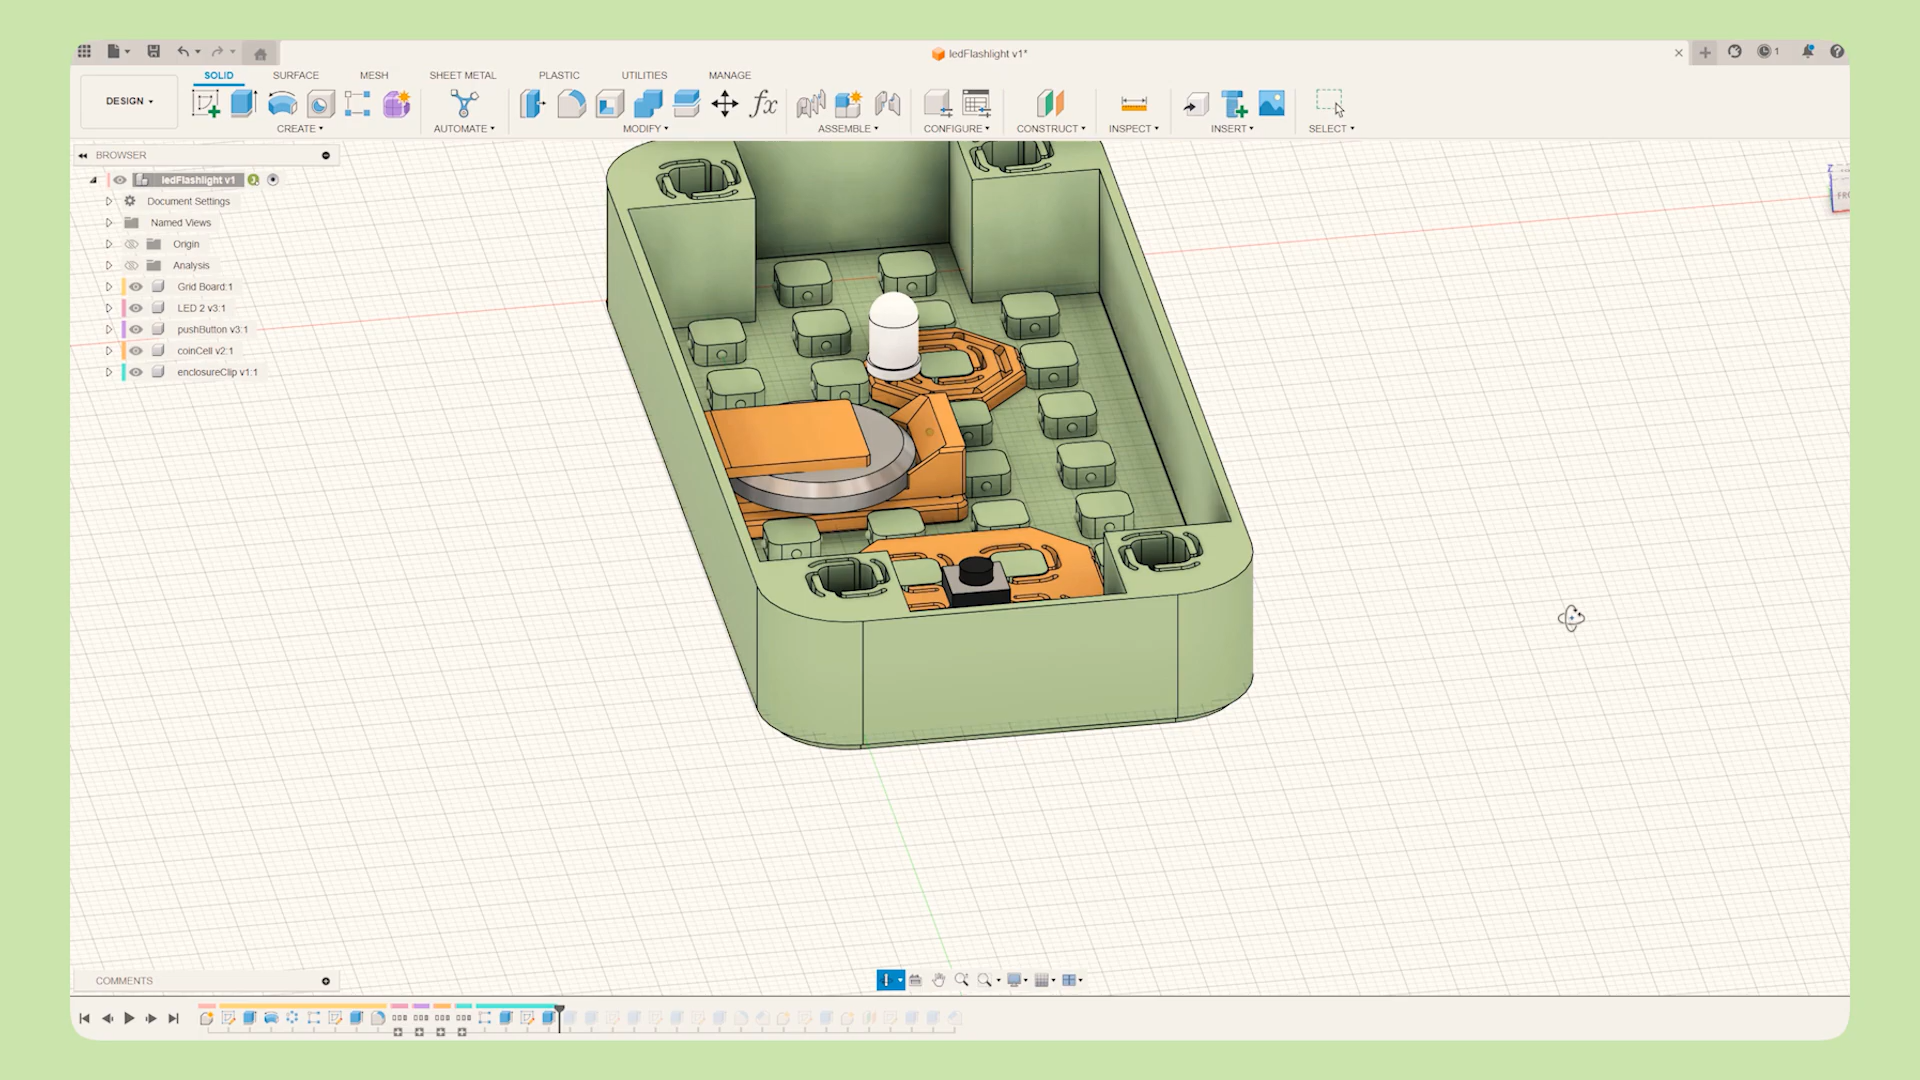 ledFlashlight v1*
1
DESIGN
SOLID
SURFACE
MESH
SHEET METAL
PLASTIC
UTILITIES
MANAGE
fx
CREATE
AUTOMATE
MODIFY
ASSEMBLE
CONFIGURE
CONSTRUCT
INSPECT
INSERT
SELECT
BROWSER
ledFlashlight v1
Document Settings
Named Views
Origin
Analysis
Grid Board:1
LED 2 v3:1
pushButton v3:1
coinCell v2:1
enclosureClip v1:1
Z
COMMENTS